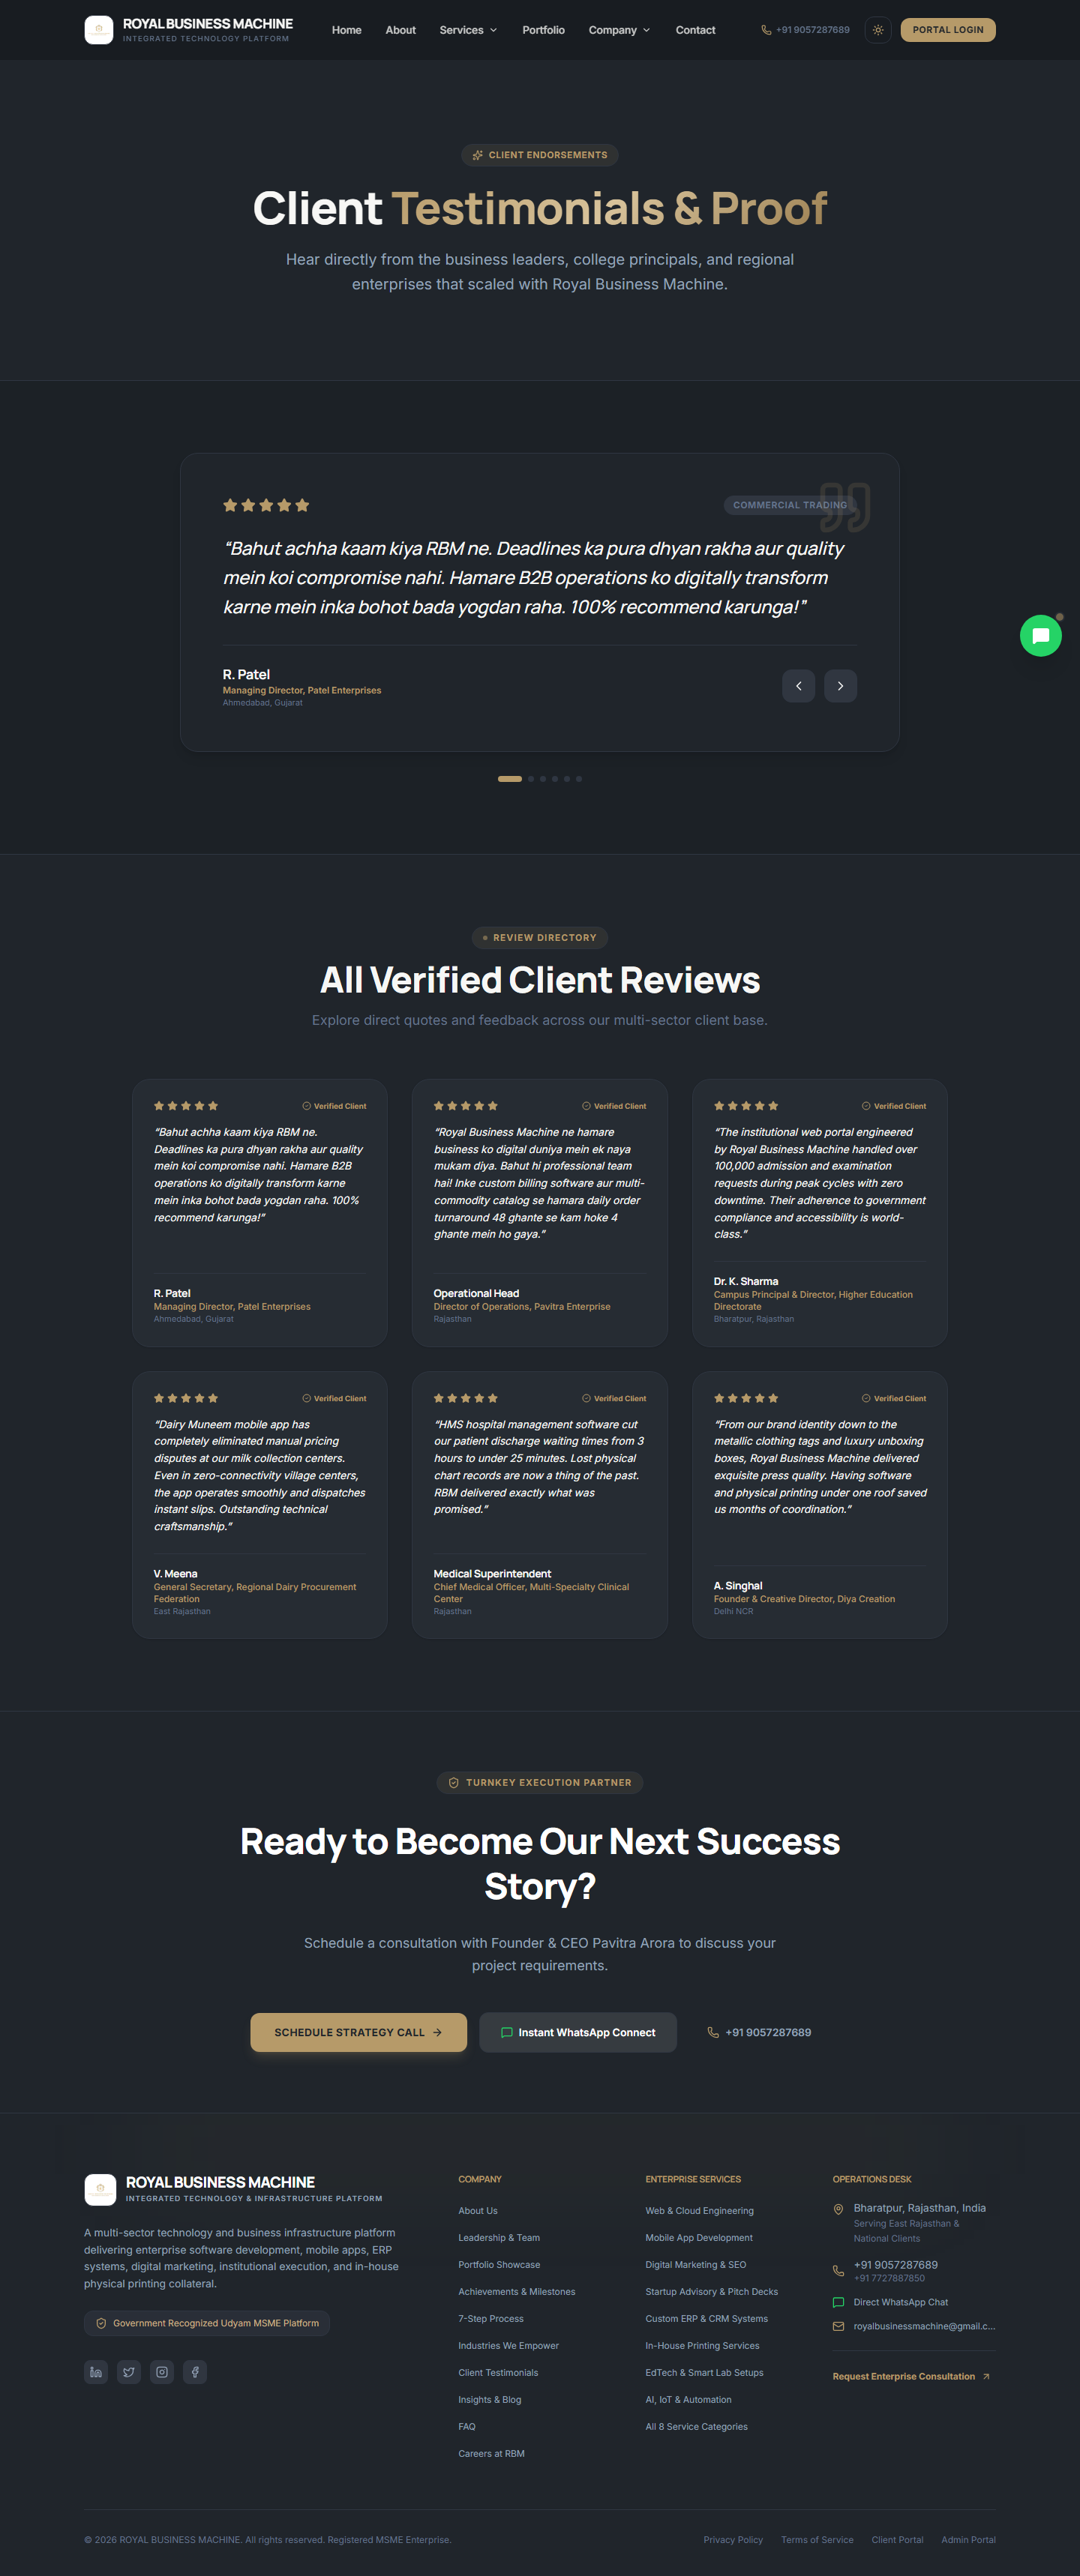 ROYAL BUSINESS MACHINE
INTEGRATED TECHNOLOGY PLATFORM
Home
About
Services
Portfolio
Company
Contact
+91 9057287689
PORTAL LOGIN
CLIENT ENDORSEMENTS
Client Testimonials & Proof
Hear directly from the business leaders, college principals, and regional
enterprises that scaled with Royal Business Machine.
COMMERCIAL TRADING
“Bahut achha kaam kiya RBM ne. Deadlines ka pura dhyan rakha aur quality
mein koi compromise nahi. Hamare B2B operations ko digitally transform
karne mein inka bohot bada yogdan raha. 100% recommend karunga!”
R. Patel
Managing Director, Patel Enterprises
Ahmedabad, Gujarat
REVIEW DIRECTORY
All Verified Client Reviews
Explore direct quotes and feedback across our multi-sector client base.
Verified Client
“Bahut achha kaam kiya RBM ne.
Deadlines ka pura dhyan rakha aur quality
mein koi compromise nahi. Hamare B2B
operations ko digitally transform karne
mein inka bohot bada yogdan raha. 100%
recommend karunga!”
R. Patel
Managing Director, Patel Enterprises
Ahmedabad, Gujarat
Verified Client
“Royal Business Machine ne hamare
business ko digital duniya mein ek naya
mukam diya. Bahut hi professional team
hai! Inke custom billing software aur multi-
commodity catalog se hamara daily order
turnaround 48 ghante se kam hoke 4
ghante mein ho gaya.”
Operational Head
Director of Operations, Pavitra Enterprise
Rajasthan
Verified Client
“The institutional web portal engineered
by Royal Business Machine handled over
100,000 admission and examination
requests during peak cycles with zero
downtime. Their adherence to government
compliance and accessibility is world-
class.”
Dr. K. Sharma
Campus Principal & Director, Higher Education
Directorate
Bharatpur, Rajasthan
Verified Client
“Dairy Muneem mobile app has
completely eliminated manual pricing
disputes at our milk collection centers.
Even in zero-connectivity village centers,
the app operates smoothly and dispatches
instant slips. Outstanding technical
craftsmanship.”
V. Meena
General Secretary, Regional Dairy Procurement
Federation
East Rajasthan
Verified Client
“HMS hospital management software cut
our patient discharge waiting times from 3
hours to under 25 minutes. Lost physical
chart records are now a thing of the past.
RBM delivered exactly what was
promised.”
Medical Superintendent
Chief Medical Officer, Multi-Specialty Clinical
Center
Rajasthan
Verified Client
“From our brand identity down to the
metallic clothing tags and luxury unboxing
boxes, Royal Business Machine delivered
exquisite press quality. Having software
and physical printing under one roof saved
us months of coordination.”
A. Singhal
Founder & Creative Director, Diya Creation
Delhi NCR
TURNKEY EXECUTION PARTNER
Ready to Become Our Next Success
Story?
Schedule a consultation with Founder & CEO Pavitra Arora to discuss your
project requirements.
SCHEDULE STRATEGY CALL
Instant WhatsApp Connect
+91 9057287689
ROYAL BUSINESS MACHINE
INTEGRATED TECHNOLOGY & INFRASTRUCTURE PLATFORM
A multi-sector technology and business infrastructure platform
delivering enterprise software development, mobile apps, ERP
systems, digital marketing, institutional execution, and in-house
physical printing collateral.
Government Recognized Udyam MSME Platform
COMPANY
About Us
Leadership & Team
Portfolio Showcase
Achievements & Milestones
7-Step Process
Industries We Empower
Client Testimonials
Insights & Blog
FAQ
Careers at RBM
ENTERPRISE SERVICES
Web & Cloud Engineering
Mobile App Development
Digital Marketing & SEO
Startup Advisory & Pitch Decks
Custom ERP & CRM Systems
In-House Printing Services
EdTech & Smart Lab Setups
AI, IoT & Automation
All 8 Service Categories
OPERATIONS DESK
Bharatpur, Rajasthan, India
Serving East Rajasthan &
National Clients
+91 9057287689
+91 7727887850
Direct WhatsApp Chat
royalbusinessmachine@gmail.c...
Request Enterprise Consultation
© 2026 ROYAL BUSINESS MACHINE. All rights reserved. Registered MSME Enterprise.
Privacy Policy
Terms of Service
Client Portal
Admin Portal